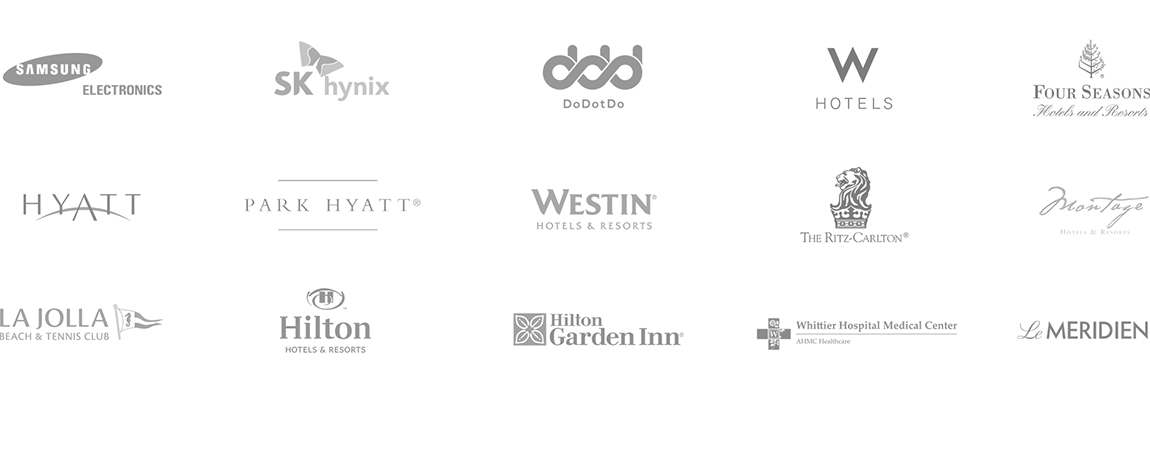 SAMSUNG
ELECTRONICS
SK hynix
ddd
DoDotDo
W
HOTELS
FOUR SEASONS
Hotels and Resorts
HYATT
PARK HYATT®
WESTIN®
HOTELS & RESORTS
THE RITZ-CARLTON®
Montage
HOTELS & RESORTS
LA JOLLA
BEACH & TENNIS CLUB
H
Hilton
HOTELS & RESORTS
Hilton
Garden Inn®
W
Whittier Hospital Medical Center
AHMC Healthcare
Le MERIDIEN